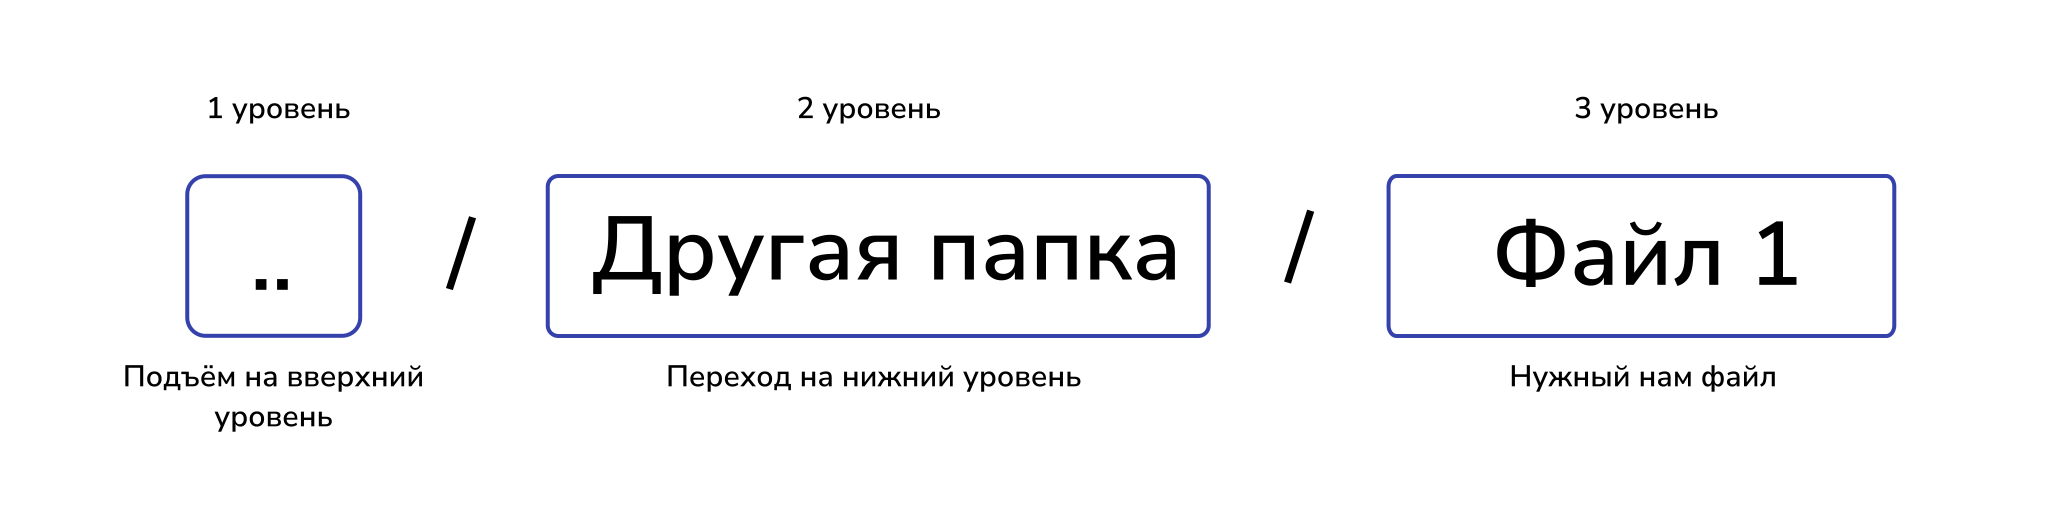 1 уровень
2 уровень
3 уровень
.. / Другая папка / Файл 1
Подъём на вверхний
уровень
Переход на нижний уровень
Нужный нам файл